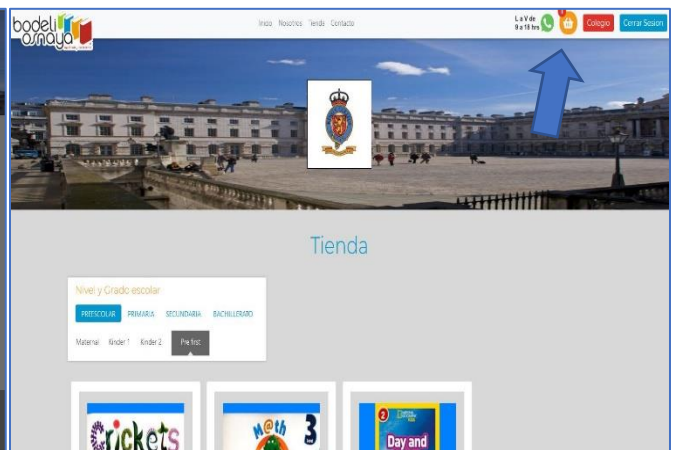 bodeli
osnaya
Inicio Nosotros Tienda Contacto
L a V de
9 a 18 hrs
Colegio
Cerrar Sesion
Tienda
Nivel y Grado escolar
PREESCOLAR PRIMARIA SECUNDARIA BACHILLERATO
Maternal Kinder 1 Kinder 2 Pre first
Crickets
M@th 3
2
Day and